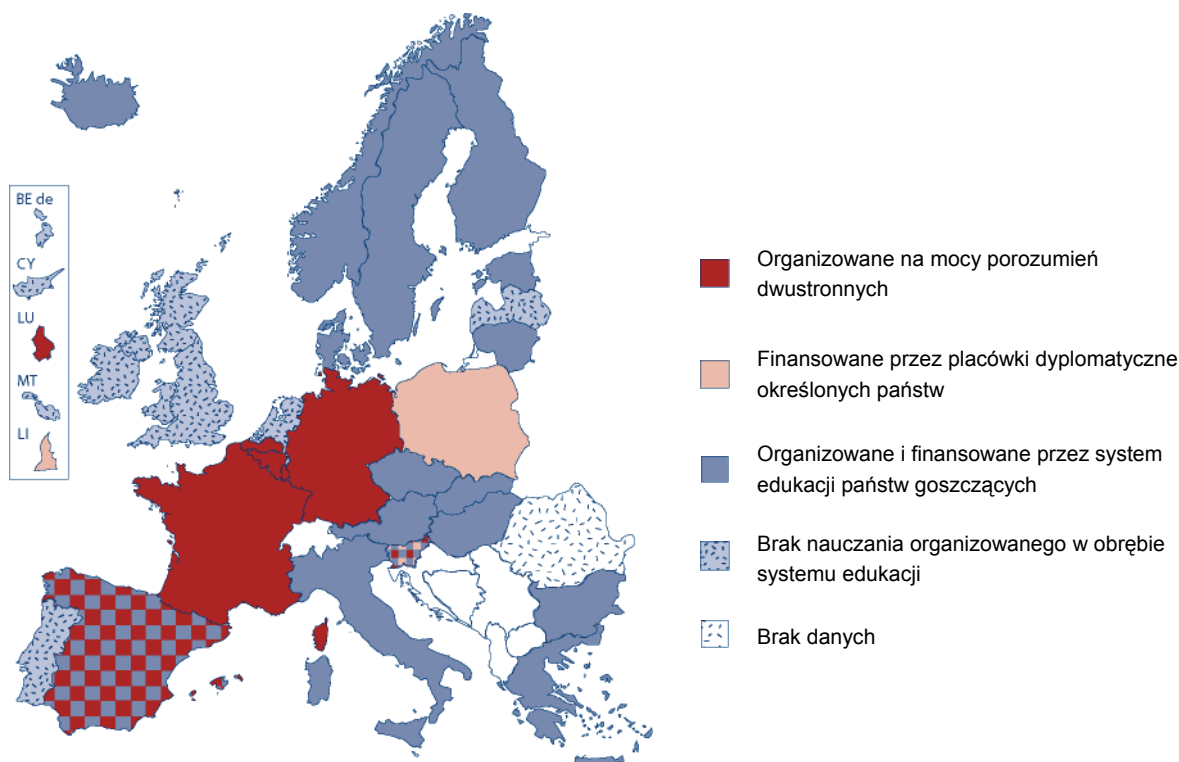 BE de
CY
LU
MT
LI
Organizowane na mocy porozumień
dwustronnych
Finansowane przez placówki dyplomatyczne
określonych państw
Organizowane i finansowane przez system
edukacji państw goszczących
Brak nauczania organizowanego w obrębie
systemu edukacji
Brak danych